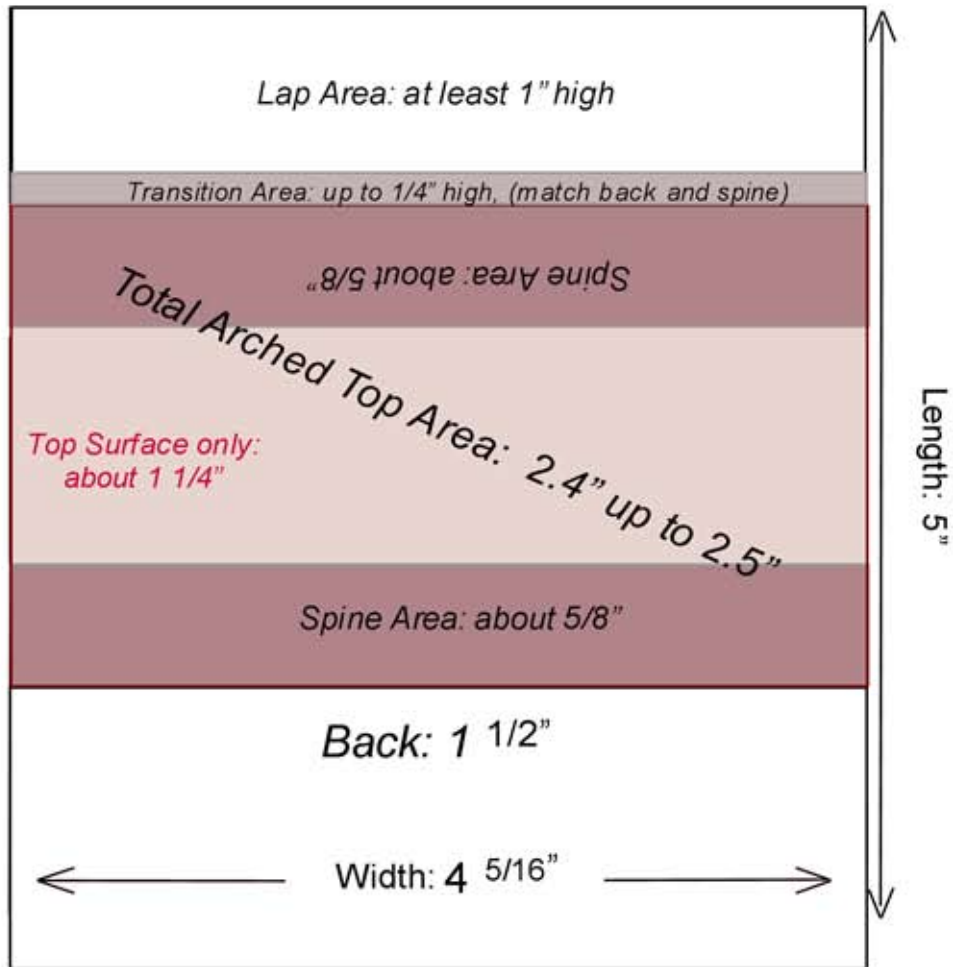 Lap Area: at least 1” high
Transition Area: up to 1/4” high, (match back and spine)
Spine Area: about 5/8”
Total Arched Top Area: 2.4” up to 2.5”
Top Surface only:
about 1 1/4”
Length: 5”
Spine Area: about 5/8”
Back: 1 1/2”
Width: 4 5/16”